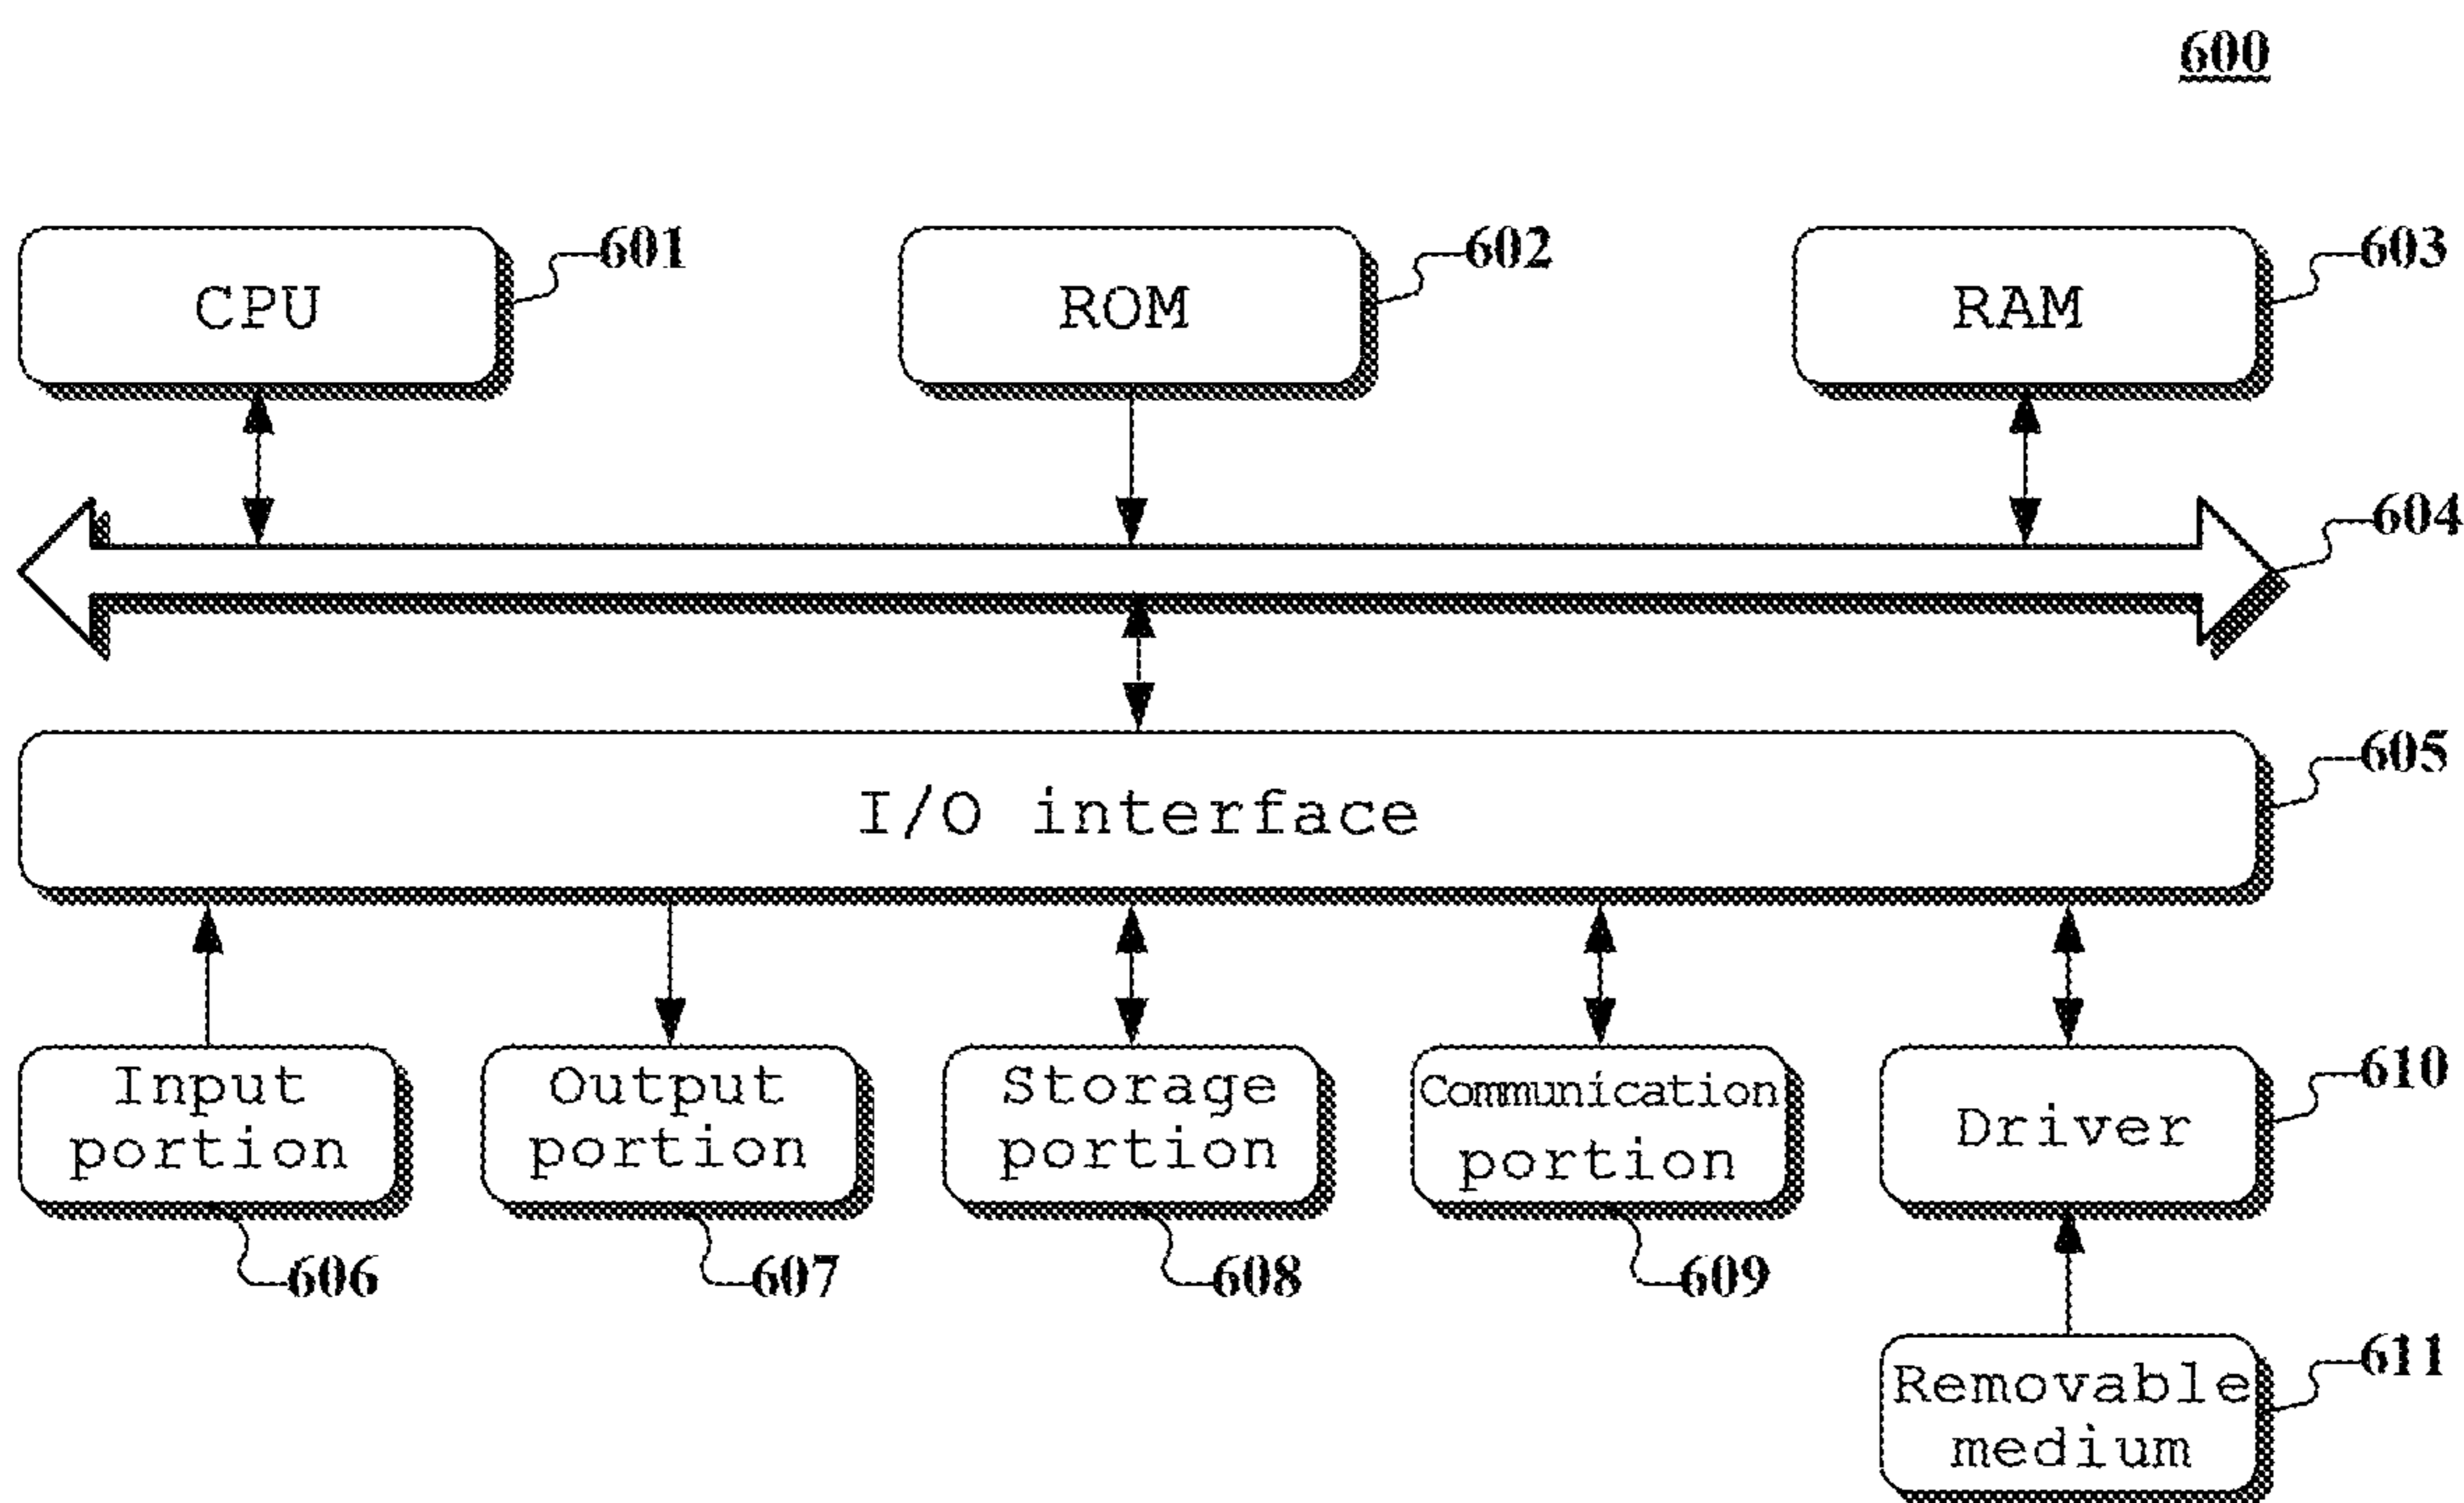 600
CPU
601
ROM
602
RAM
603
604
I/O interface
605
Input
portion
606
Output
portion
607
Storage
portion
608
Communication
portion
609
Driver
610
Removable
medium
611